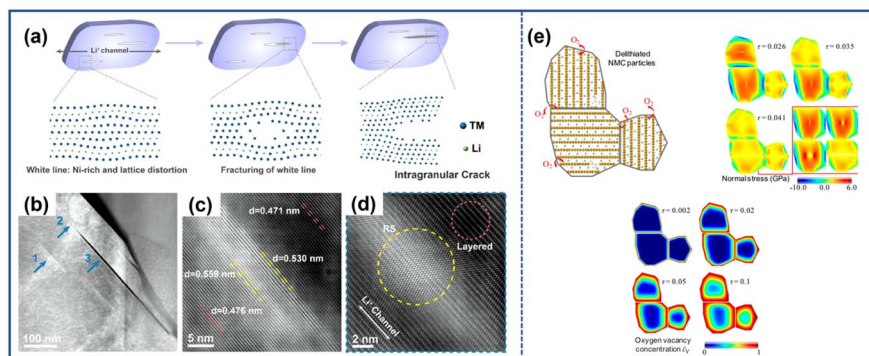 (a)
Li⁺ channel
TM
Li
White line: Ni-rich and lattice distortion
Fracturing of white line
Intragranular Crack
(b)
1
2
3
100 nm
(c)
d=0.471 nm
d=0.530 nm
d=0.559 nm
d=0.476 nm
5 nm
(d)
RS
Layered
Li⁺ Channel
2 nm
(e)
Delithiated
NMC particles
O₂
O₂
O₂
O₂
O₂
τ = 0.026
τ = 0.035
τ = 0.041
Normal stress (GPa)
-10.0
6.0
τ = 0.002
τ = 0.02
τ = 0.05
τ = 0.1
Oxygen vacancy
concentration
0
1